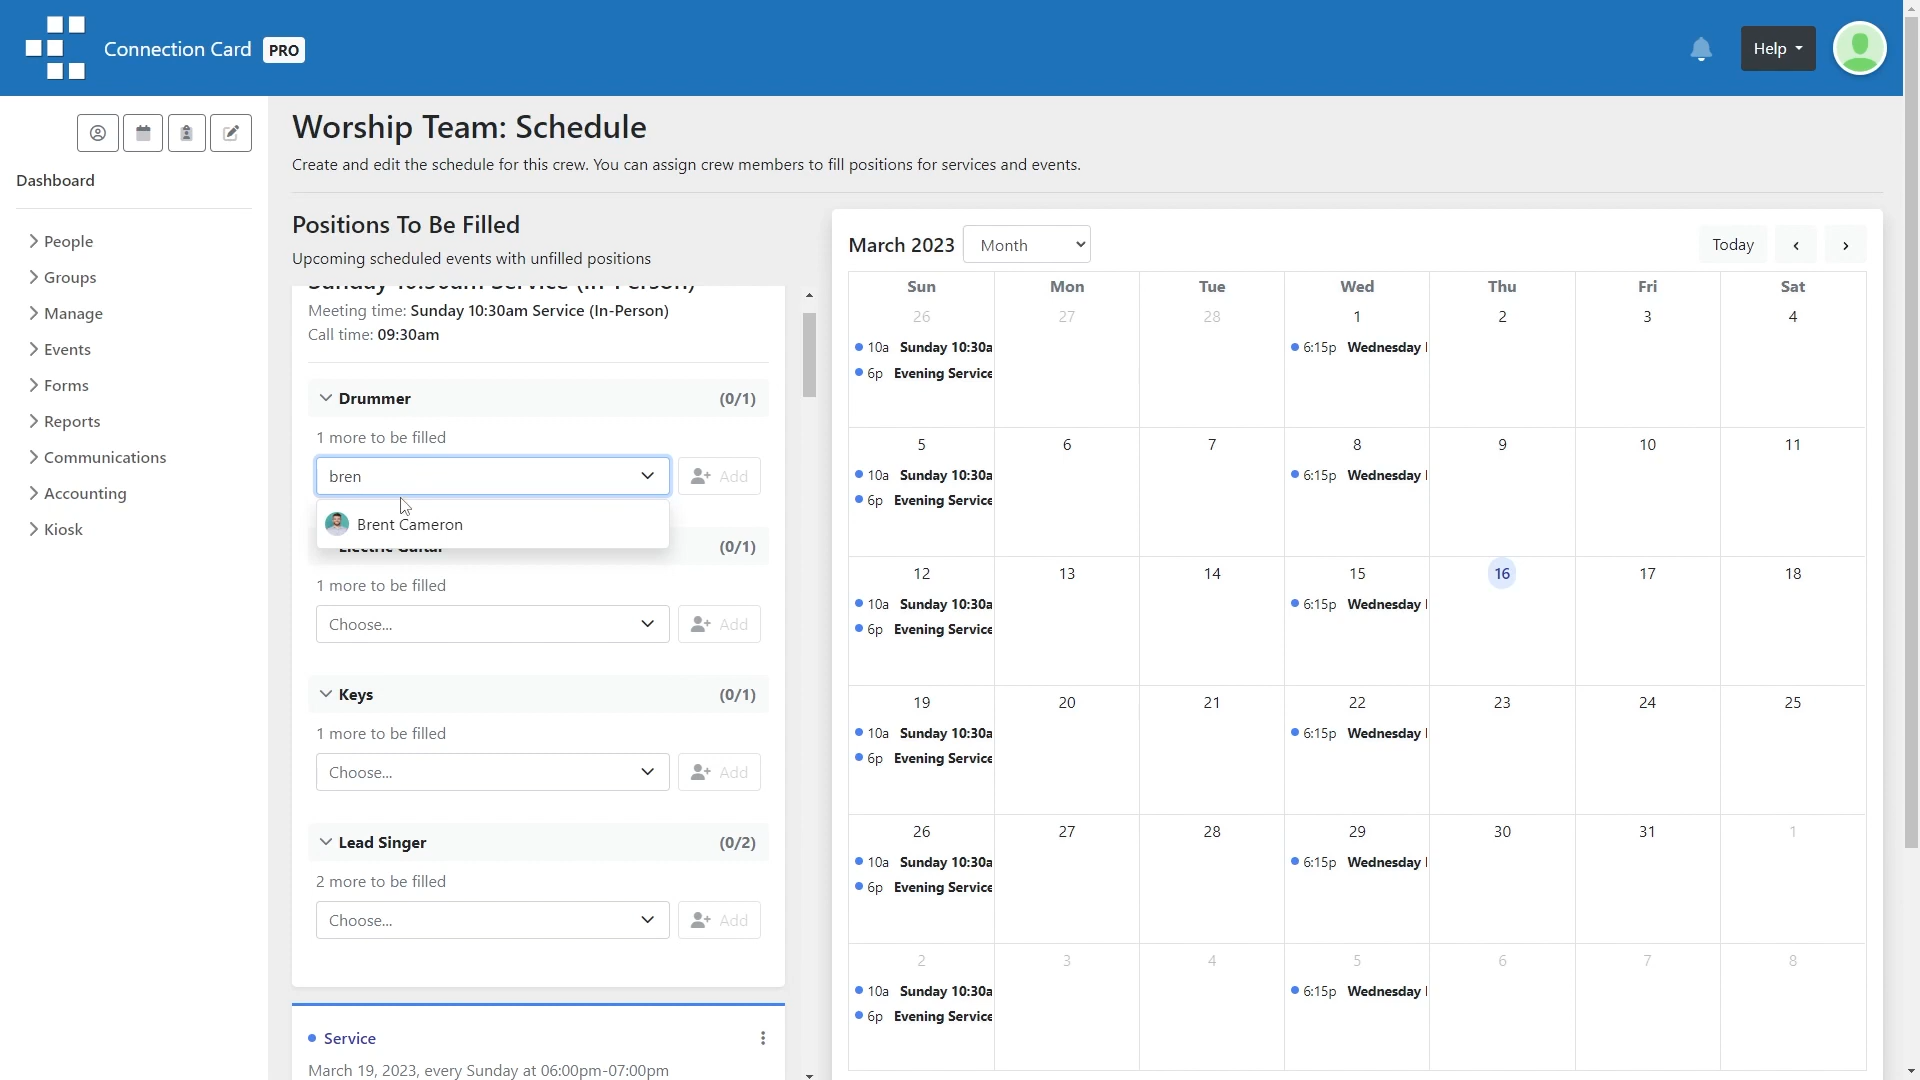 Connection Card PRO
Help
Dashboard
People
Groups
Manage
Events
Forms
Reports
Communications
Accounting
Kiosk
Worship Team: Schedule
Create and edit the schedule for this crew. You can assign crew members to fill positions for services and events.
Positions To Be Filled
Upcoming scheduled events with unfilled positions
Sunday 10:30am Service (In-Person)
Meeting time: Sunday 10:30am Service (In-Person)
Call time: 09:30am
Drummer (0/1)
1 more to be filled
bren Add
Brent Cameron
Electric Guitar (0/1)
1 more to be filled
Choose... Add
Keys (0/1)
1 more to be filled
Choose... Add
Lead Singer (0/2)
2 more to be filled
Choose... Add
Service
March 19, 2023, every Sunday at 06:00pm-07:00pm
March 2023 Month Today ‹ ›
Sun Mon Tue Wed Thu Fri Sat
26 27 28 1 2 3 4
10a Sunday 10:30a 6:15p Wednesday
6p Evening Service
5 6 7 8 9 10 11
10a Sunday 10:30a 6:15p Wednesday
6p Evening Service
12 13 14 15 16 17 18
10a Sunday 10:30a 6:15p Wednesday
6p Evening Service
19 20 21 22 23 24 25
10a Sunday 10:30a 6:15p Wednesday
6p Evening Service
26 27 28 29 30 31 1
10a Sunday 10:30a 6:15p Wednesday
6p Evening Service
2 3 4 5 6 7 8
10a Sunday 10:30a 6:15p Wednesday
6p Evening Service